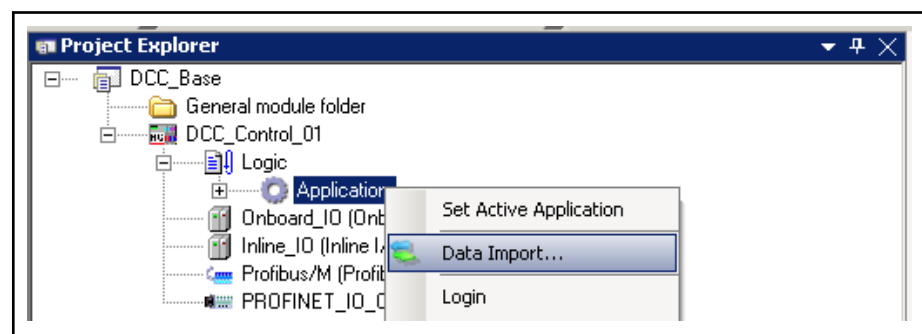 Project Explorer
DCC_Base
General module folder
DCC_Control_01
Logic
Application
Set Active Application
Onboard_IO (Onb
Inline_IO (Inline I/
Data Import...
Profibus/M (Profib
PROFINET_IO_C
Login